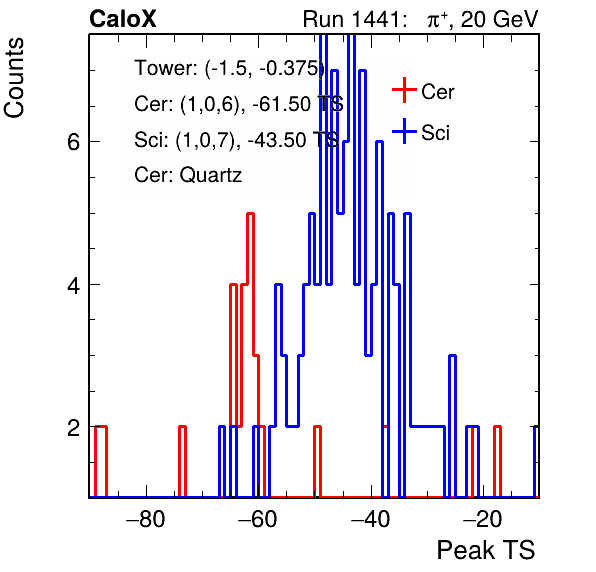 CaloX Run 1441: π⁺, 20 GeV
Counts
Tower: (-1.5, -0.375)
Cer: (1,0,6), -61.50 TS
Sci: (1,0,7), -43.50 TS
Cer: Quartz
Cer
Sci
6
4
2
−80 −60 −40 −20
Peak TS